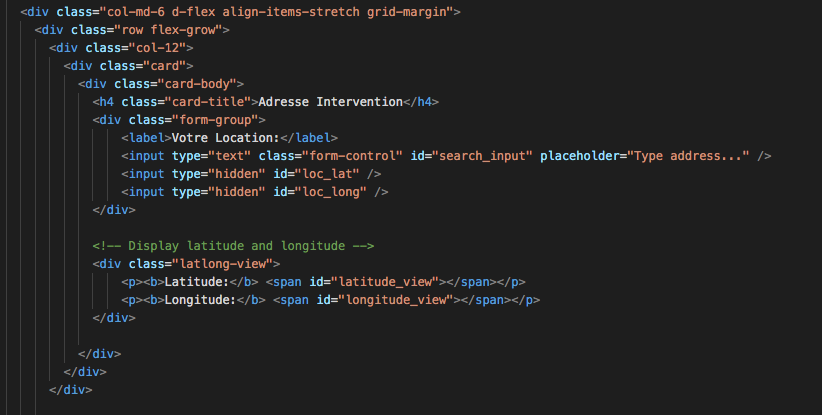 <div class="col-md-6 d-flex align-items-stretch grid-margin">
<div class="row flex-grow">
<div class="col-12">
<div class="card">
<div class="card-body">
<h4 class="card-title">Adresse Intervention</h4>
<div class="form-group">
<label>Votre Location:</label>
<input type="text" class="form-control" id="search_input" placeholder="Type address..." />
<input type="hidden" id="loc_lat" />
<input type="hidden" id="loc_long" />
</div>
<!-- Display latitude and longitude -->
<div class="latlong-view">
<p><b>Latitude:</b> <span id="latitude_view"></span></p>
<p><b>Longitude:</b> <span id="longitude_view"></span></p>
</div>
</div>
</div>
</div>